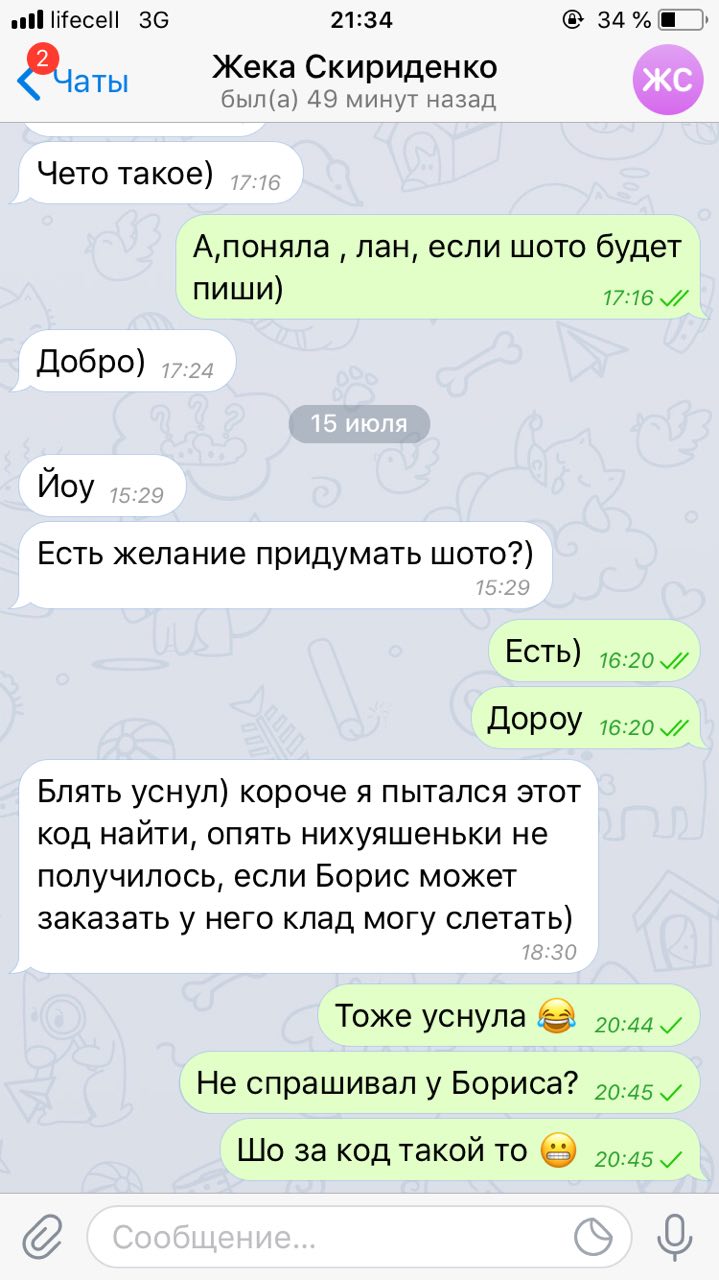 lifecell 3G 21:34 34 %
2
Чаты
Жека Скириденко
был(а) 49 минут назад
ЖС
Чето такое) 17:16
А,поняла , лан, если шото будет
пиши) 17:16
Добро) 17:24
15 июля
Йоу 15:29
Есть желание придумать шото?)
15:29
Есть) 16:20
Дороу 16:20
Блять уснул) короче я пытался этот
код найти, опять нихуяшеньки не
получилось, если Борис может
заказать у него клад могу слетать)
18:30
Тоже уснула 😂 20:44
Не спрашивал у Бориса? 20:45
Шо за код такой то 😬 20:45
Сообщение...